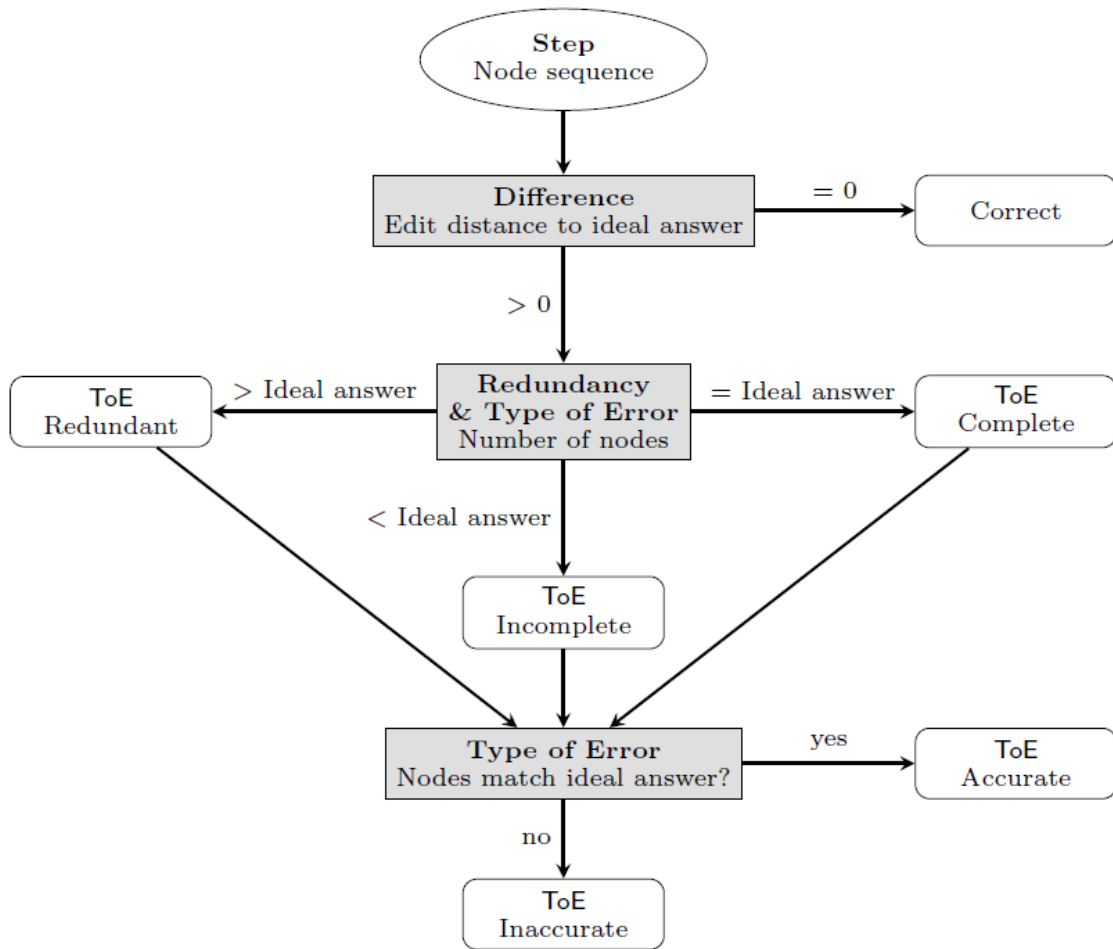 Step
Node sequence
Difference
Edit distance to ideal answer
= 0
Correct
> 0
ToE
Redundant
> Ideal answer
Redundancy
& Type of Error
Number of nodes
= Ideal answer
ToE
Complete
< Ideal answer
ToE
Incomplete
Type of Error
Nodes match ideal answer?
yes
ToE
Accurate
no
ToE
Inaccurate